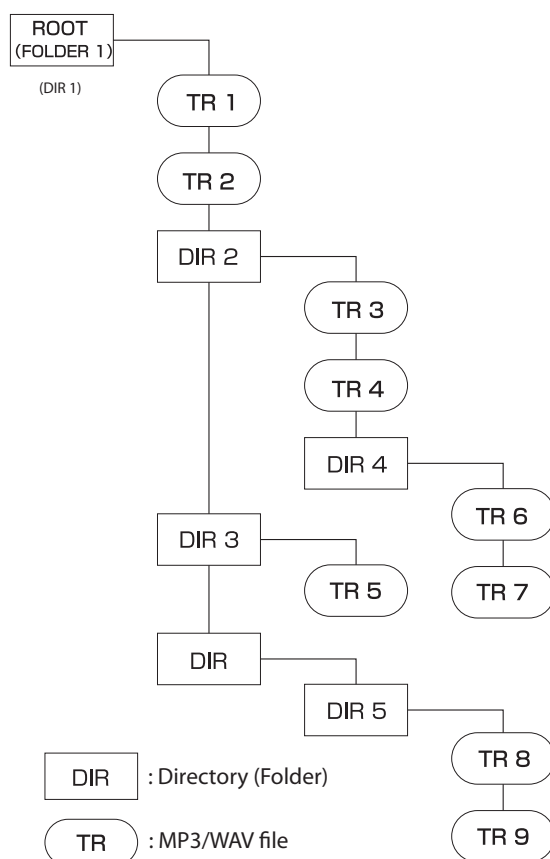 ROOT
(FOLDER 1)
(DIR 1)
TR 1
TR 2
DIR 2
TR 3
TR 4
DIR 4
TR 6
DIR 3
TR 5
TR 7
DIR
DIR 5
TR 8
DIR : Directory (Folder)
TR : MP3/WAV file
TR 9